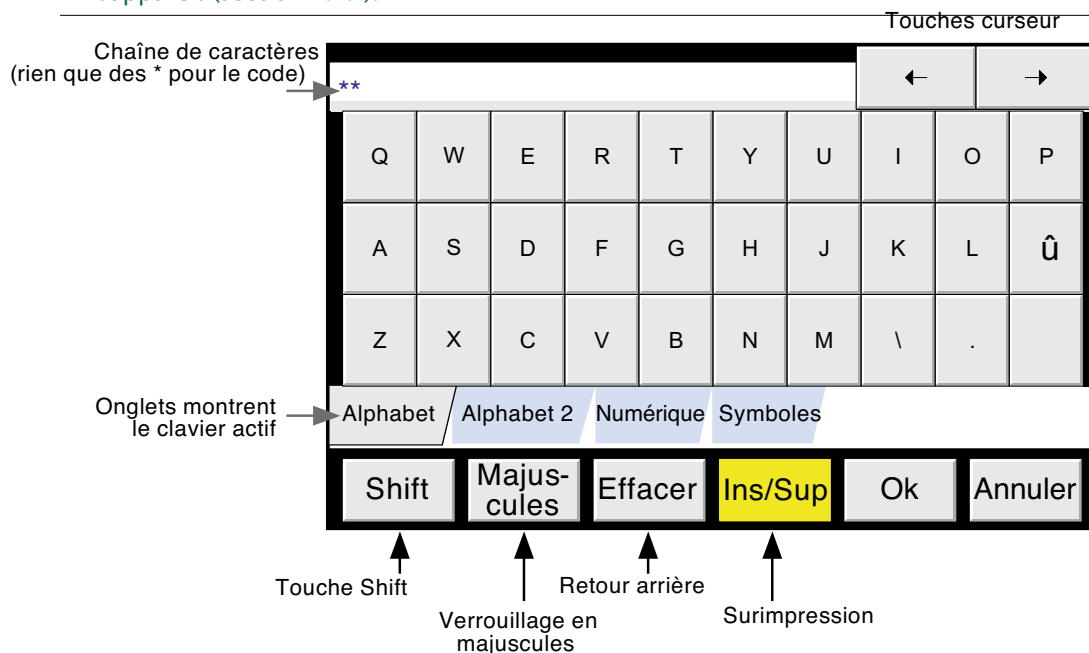 Touches curseur
Chaîne de caractères
(rien que des * pour le code)
**
Q W E R T Y U I O P
A S D F G H J K L û
Z X C V B N M \ .
Onglets montrent
le clavier actif
Alphabet Alphabet 2 Numérique Symboles
Shift Majus-
cules Effacer Ins/Sup Ok Annuler
Touche Shift Retour arrière
Verrouillage en
majuscules
Surimpression